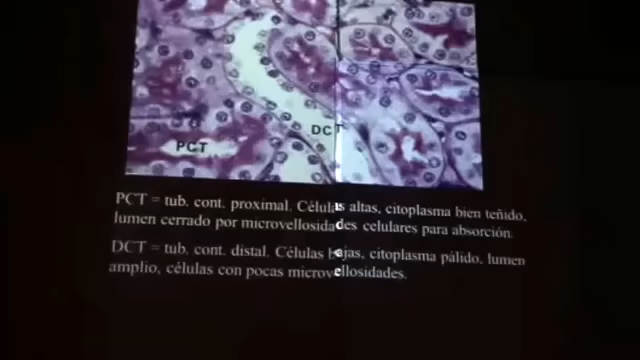 PCT
DCT
PCT = tub. cont. proximal. Células altas, citoplasma bien teñido,
lumen cerrado por microvellosidades celulares para absorción.
DCT = tub. cont. distal. Células bajas, citoplasma pálido, lumen
amplio, células con pocas microvellosidades.